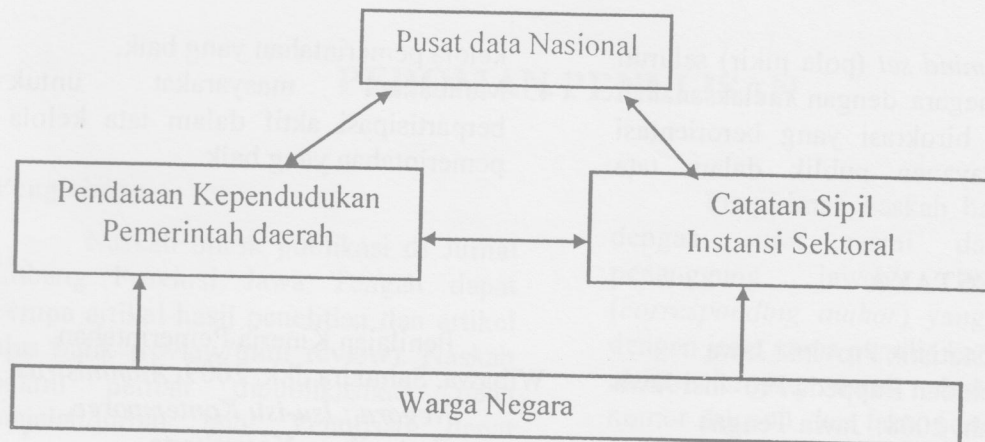 Pusat data Nasional
Pendataan Kependudukan
Pemerintah daerah
Catatan Sipil
Instansi Sektoral
Warga Negara